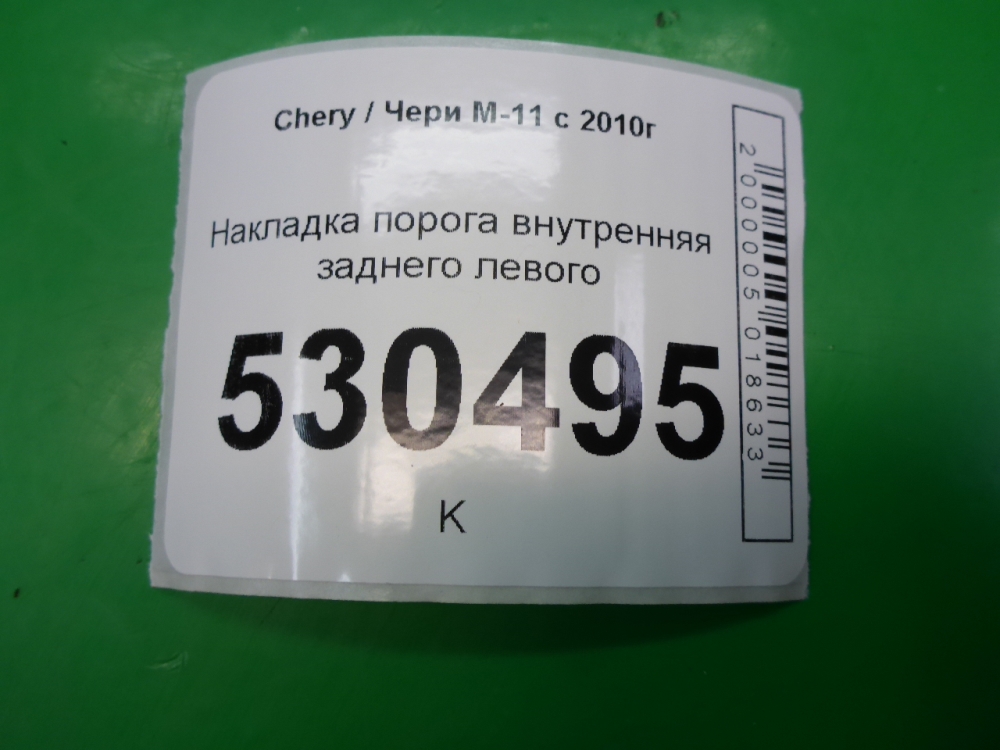 Chery / Чери М-11 с 2010г
Накладка порога внутренняя
заднего левого
530495
К
2000005018633